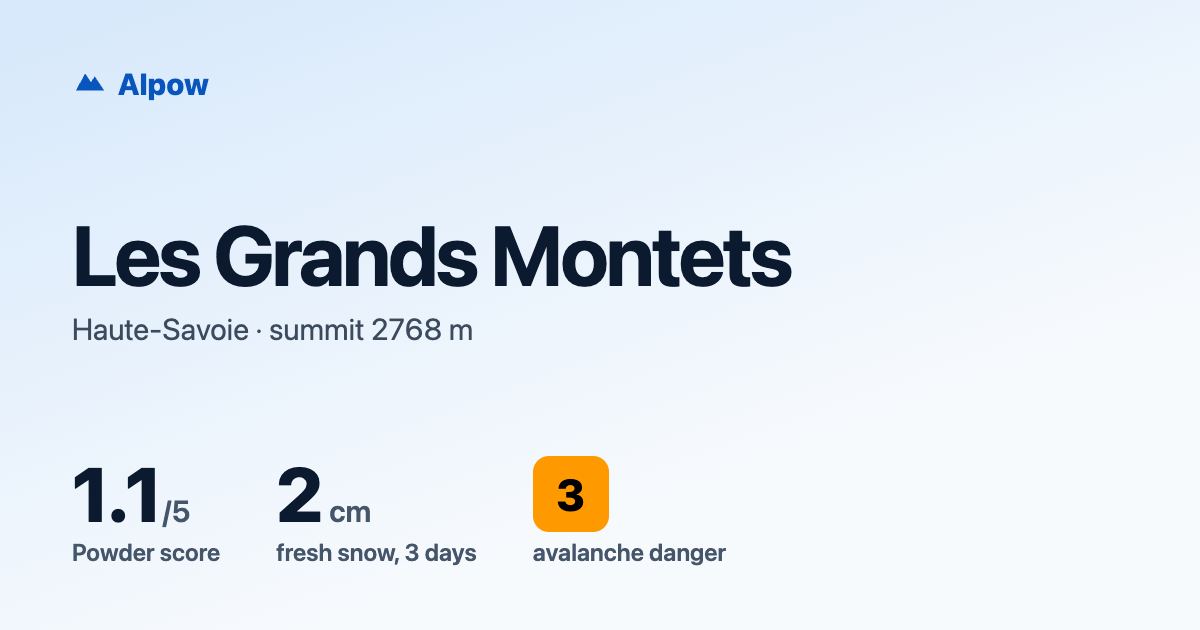 Alpow
Les Grands Montets
Haute-Savoie · summit 2768 m
1.1/5 2 cm 3
Powder score fresh snow, 3 days avalanche danger